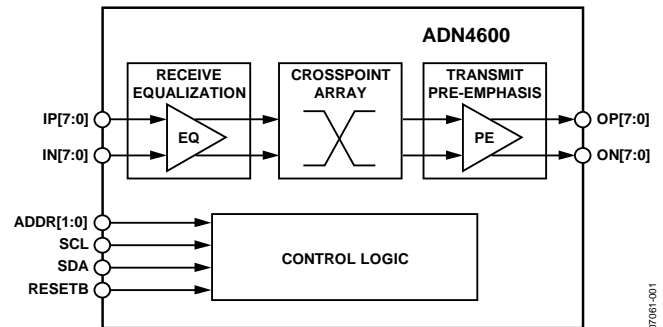 ADN4600
RECEIVE
EQUALIZATION
CROSSPOINT
ARRAY
TRANSMIT
PRE-EMPHASIS
IP[7:0]
IN[7:0]
EQ
PE
OP[7:0]
ON[7:0]
ADDR[1:0]
SCL
SDA
RESETB
CONTROL LOGIC
07061-001